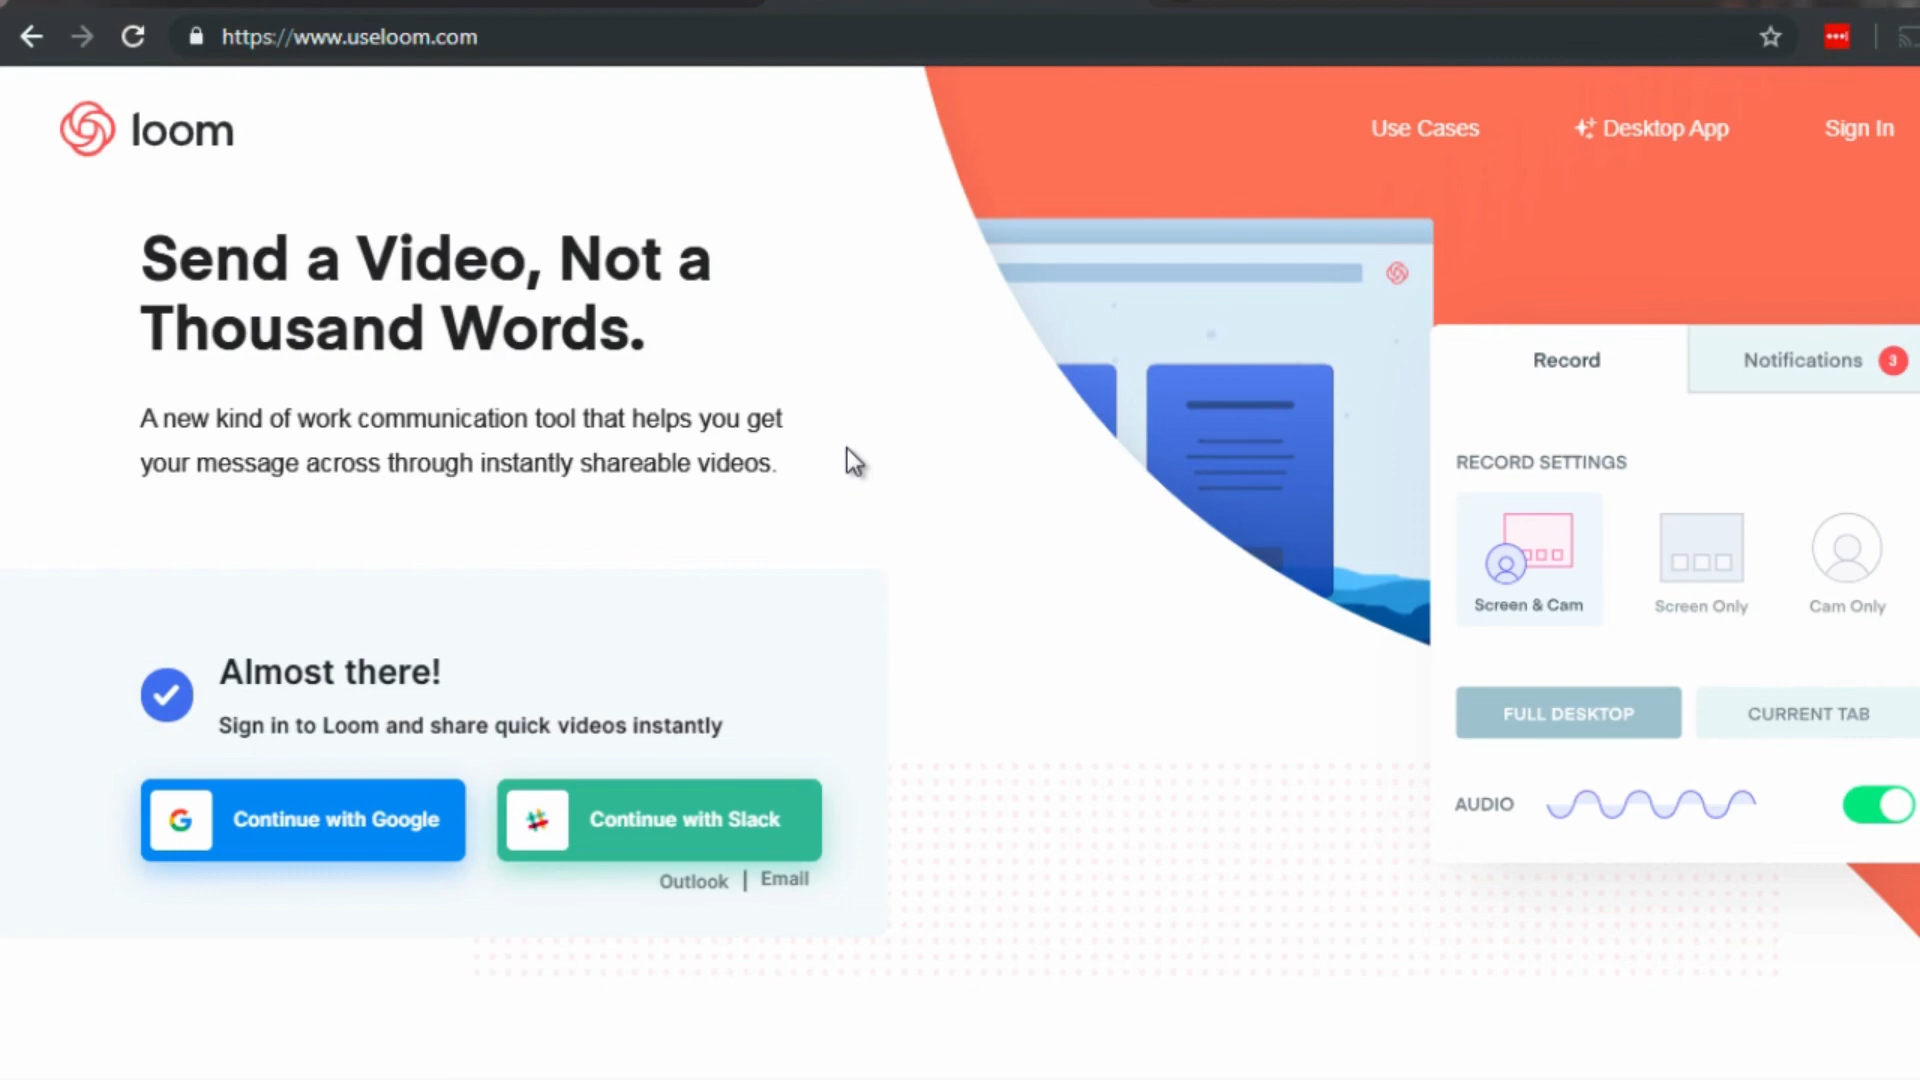 https://www.useloom.com
loom
Use Cases
Desktop App
Sign In
Send a Video, Not a
Thousand Words.
A new kind of work communication tool that helps you get
your message across through instantly shareable videos.
Record
Notifications 3
RECORD SETTINGS
Screen & Cam
Screen Only
Cam Only
FULL DESKTOP
CURRENT TAB
AUDIO
Almost there!
Sign in to Loom and share quick videos instantly
Continue with Google
Continue with Slack
Outlook | Email